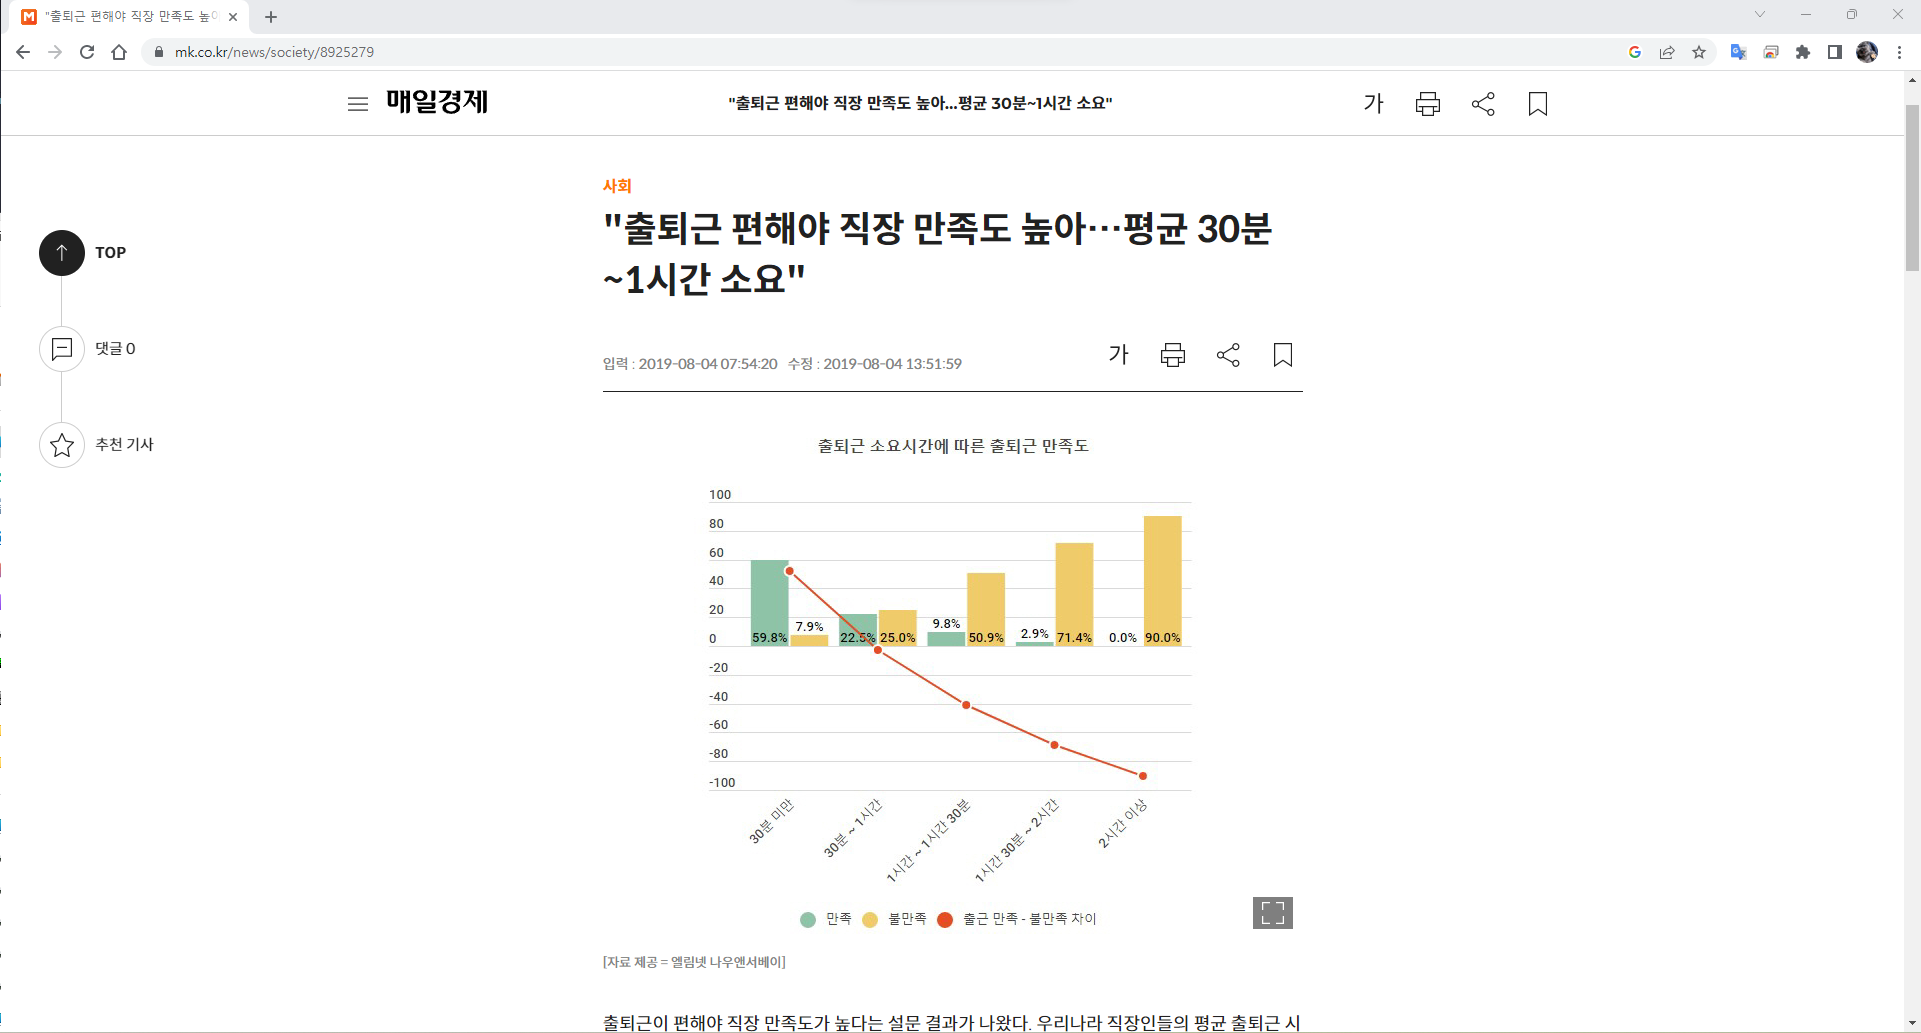 "출퇴근 편해야 직장 만족도 높아
mk.co.kr/news/society/8925279
매일경제
"출퇴근 편해야 직장 만족도 높아...평균 30분~1시간 소요"
가
사회
"출퇴근 편해야 직장 만족도 높아…평균 30분
~1시간 소요"
TOP
댓글 0
추천 기사
입력 : 2019-08-04 07:54:20 수정 : 2019-08-04 13:51:59
가
출퇴근 소요시간에 따른 출퇴근 만족도
100
80
60
40
20
0
-20
-40
-60
-80
-100
59.8% 7.9% 22.5% 25.0% 9.8% 50.9% 2.9% 71.4% 0.0% 90.0%
30분 미만
30분 ~ 1시간
1시간 ~ 1시간 30분
1시간 30분 ~ 2시간
2시간 이상
만족 불만족 출근 만족 - 불만족 차이
[자료 제공 = 엘림넷 나우앤서베이]
출퇴근이 편해야 직장 만족도가 높다는 설문 결과가 나왔다. 우리나라 직장인들의 평균 출퇴근 시